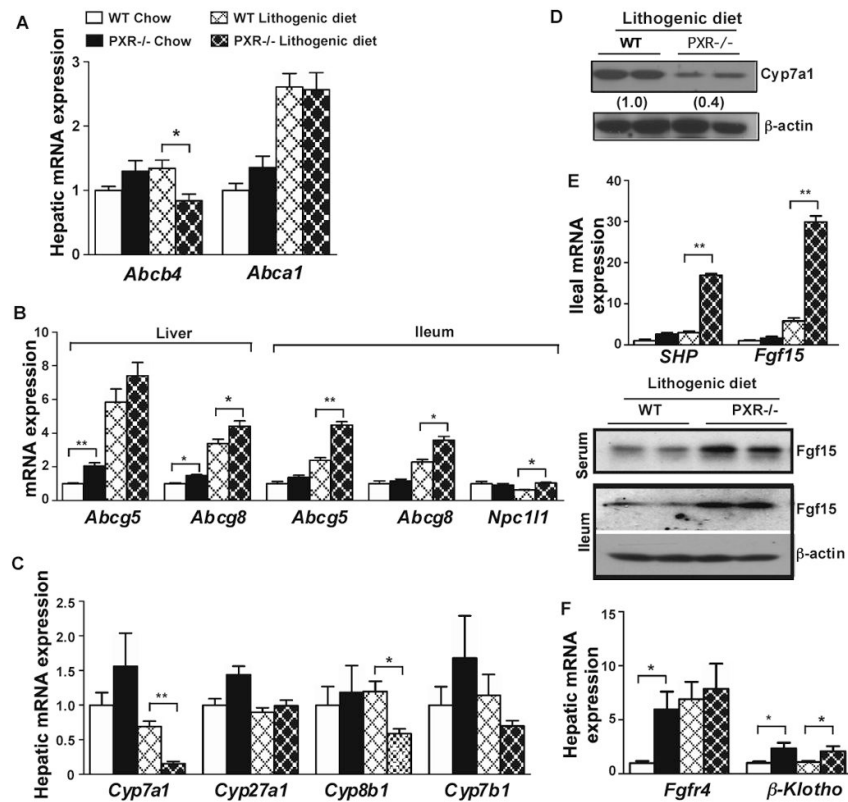 A
WT Chow
WT Lithogenic diet
PXR-/- Chow
PXR-/- Lithogenic diet
Hepatic mRNA expression
3
2
1
0
*
Abcb4
Abca1
B
mRNA expression
10
8
6
4
2
0
Liver
Ileum
**
*
*
**
*
*
Abcg5
Abcg8
Abcg5
Abcg8
Npc1l1
C
Hepatic mRNA expression
2.5
2.0
1.5
1.0
0.5
0
**
*
Cyp7a1
Cyp27a1
Cyp8b1
Cyp7b1
D
Lithogenic diet
WT
PXR-/-
Cyp7a1
(1.0)
(0.4)
β-actin
E
Ileal mRNA
expression
40
30
20
10
0
**
**
SHP
Fgf15
Lithogenic diet
WT
PXR-/-
Serum
Fgf15
Ileum
Fgf15
β-actin
F
Hepatic mRNA
expression
15
10
5
0
*
*
*
Fgfr4
β-Klotho